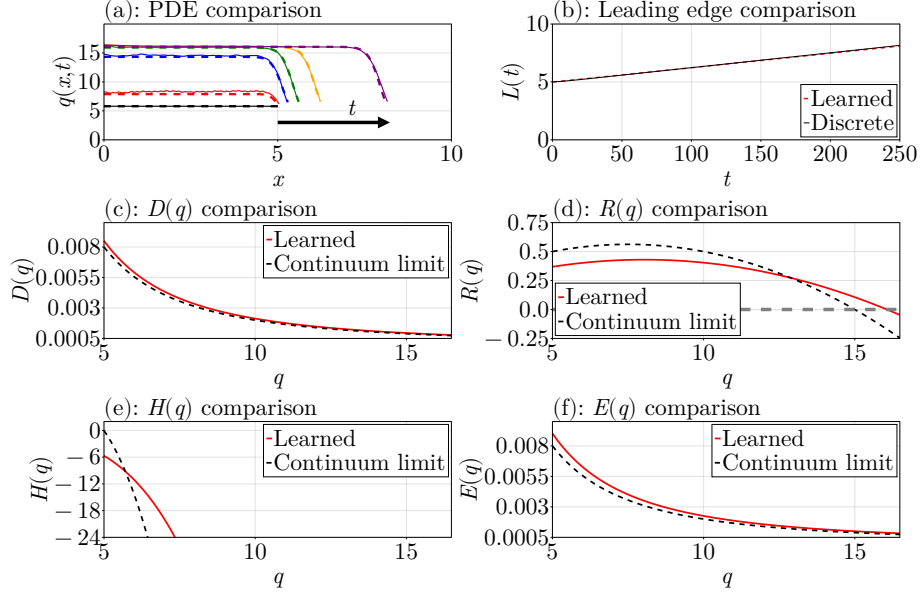 (a): PDE comparison
q(x,t)
15
10
5
0
0
5
10
x
t
(b): Leading edge comparison
L(t)
10
5
0
0
50
100
150
200
250
t
Learned
Discrete
(c): D(q) comparison
D(q)
0.008
0.0055
0.003
0.0005
5
10
15
q
Learned
Continuum limit
(d): R(q) comparison
R(q)
0.75
0.5
0.25
0.0
−0.25
5
10
15
q
Learned
Continuum limit
(e): H(q) comparison
H(q)
0
−6
−12
−18
−24
5
10
15
q
Learned
Continuum limit
(f): E(q) comparison
E(q)
0.008
0.0055
0.003
0.0005
5
10
15
q
Learned
Continuum limit